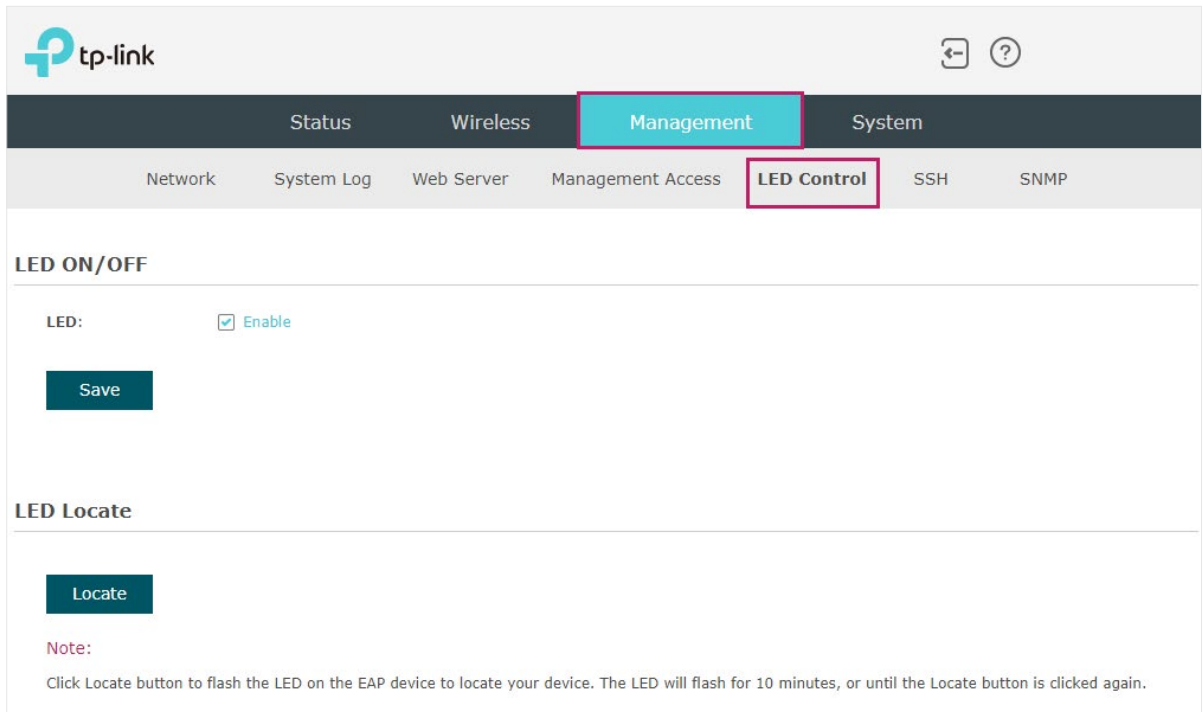 tp-link
?
Status Wireless Management System
Network System Log Web Server Management Access LED Control SSH SNMP
LED ON/OFF
LED: Enable
Save
LED Locate
Locate
Note:
Click Locate button to flash the LED on the EAP device to locate your device. The LED will flash for 10 minutes, or until the Locate button is clicked again.